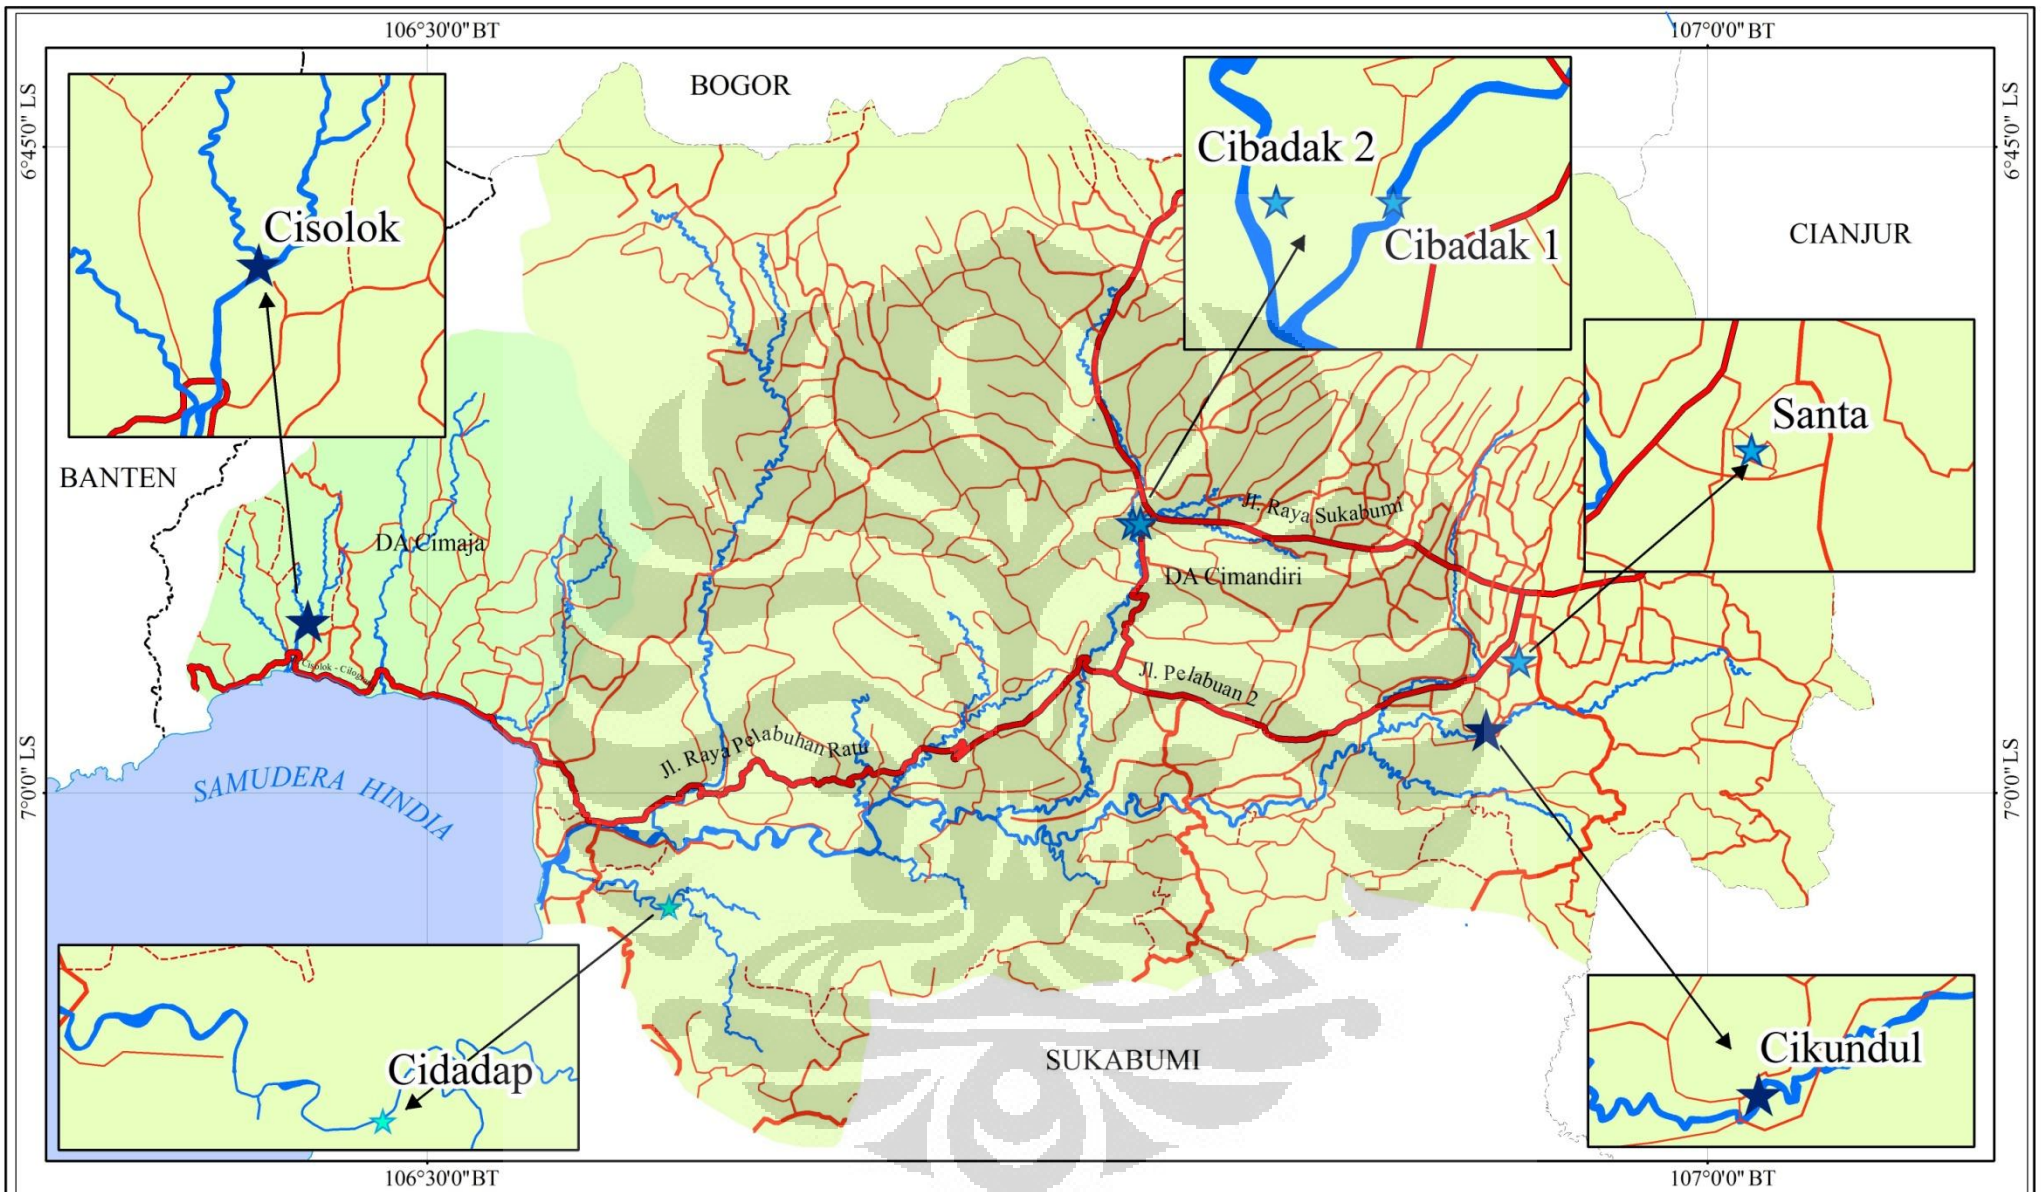 106°30'0"BT
107°0'0"BT
6°45'0" LS
6°45'0" LS
BOGOR
Cibadak 2
Cibadak 1
Cisolok
CIANJUR
Santa
BANTEN
Jl. Raya Sukabumi
DA Cimaja
DA Cimandiri
Cisolok - Cilog
Jl. Pelabuan 2
Jl. Raya Pelabuhan Ratu
7°0'0" LS
7°0'0" LS
SAMUDERA HINDIA
Cidadap
SUKABUMI
Cikundul
106°30'0"BT
107°0'0"BT